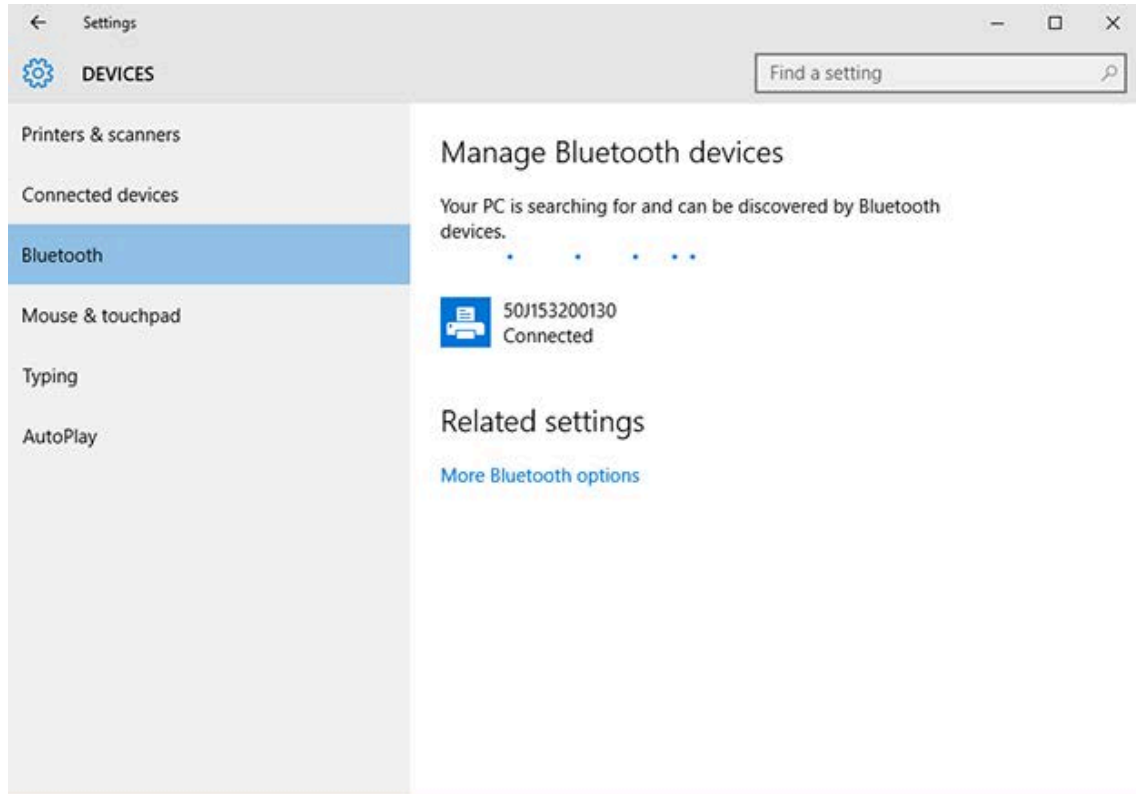 Settings
DEVICES
Find a setting
Printers & scanners
Connected devices
Bluetooth
Mouse & touchpad
Typing
AutoPlay
Manage Bluetooth devices
Your PC is searching for and can be discovered by Bluetooth
devices.
50J153200130
Connected
Related settings
More Bluetooth options